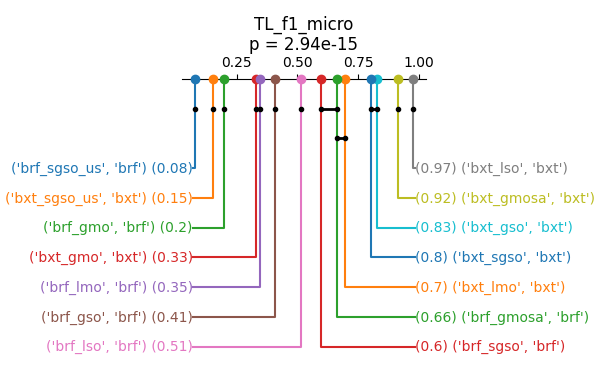 TL_f1_micro
p = 2.94e-15
0.25 0.50 0.75 1.00
('brf_sgso_us', 'brf') (0.08)
('bxt_sgso_us', 'bxt') (0.15)
('brf_gmo', 'brf') (0.2)
('bxt_gmo', 'bxt') (0.33)
('brf_lmo', 'brf') (0.35)
('brf_gso', 'brf') (0.41)
('brf_lso', 'brf') (0.51)
(0.97) ('bxt_lso', 'bxt')
(0.92) ('bxt_gmosa', 'bxt')
(0.83) ('bxt_gso', 'bxt')
(0.8) ('bxt_sgso', 'bxt')
(0.7) ('bxt_lmo', 'bxt')
(0.66) ('brf_gmosa', 'brf')
(0.6) ('brf_sgso', 'brf')